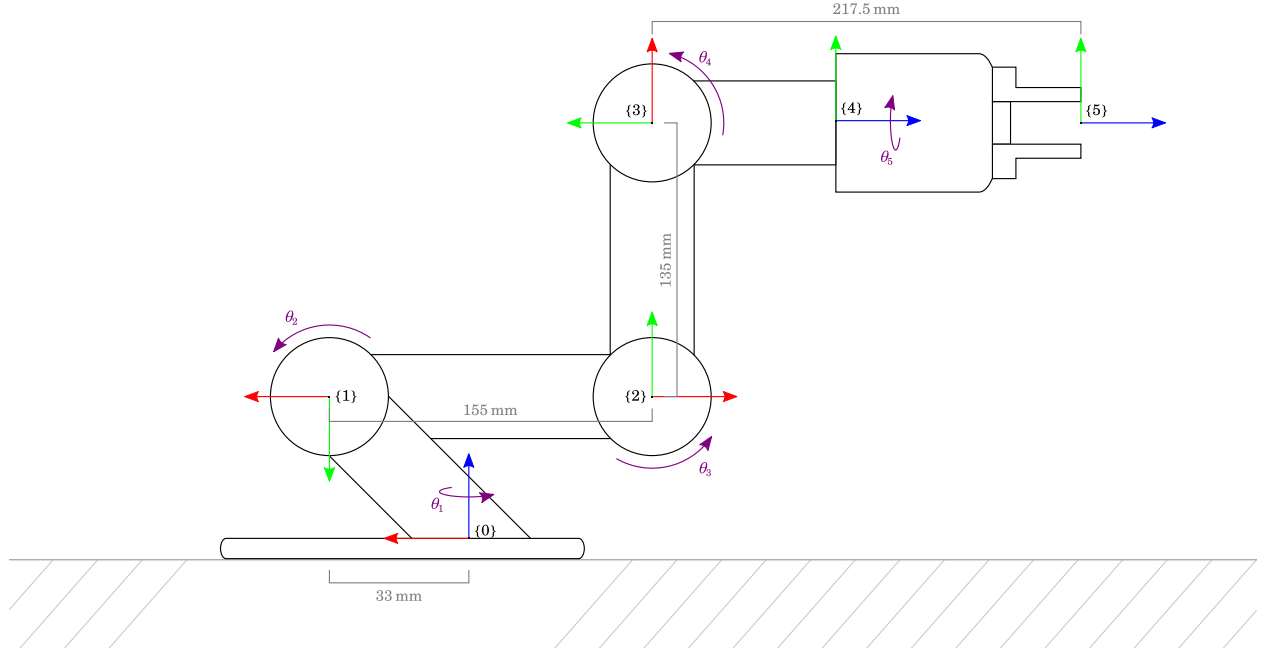 217.5 mm
θ₄
{3}
{4}
{5}
θ₅
135 mm
θ₂
{1}
{2}
155 mm
θ₃
θ₁
{0}
33 mm